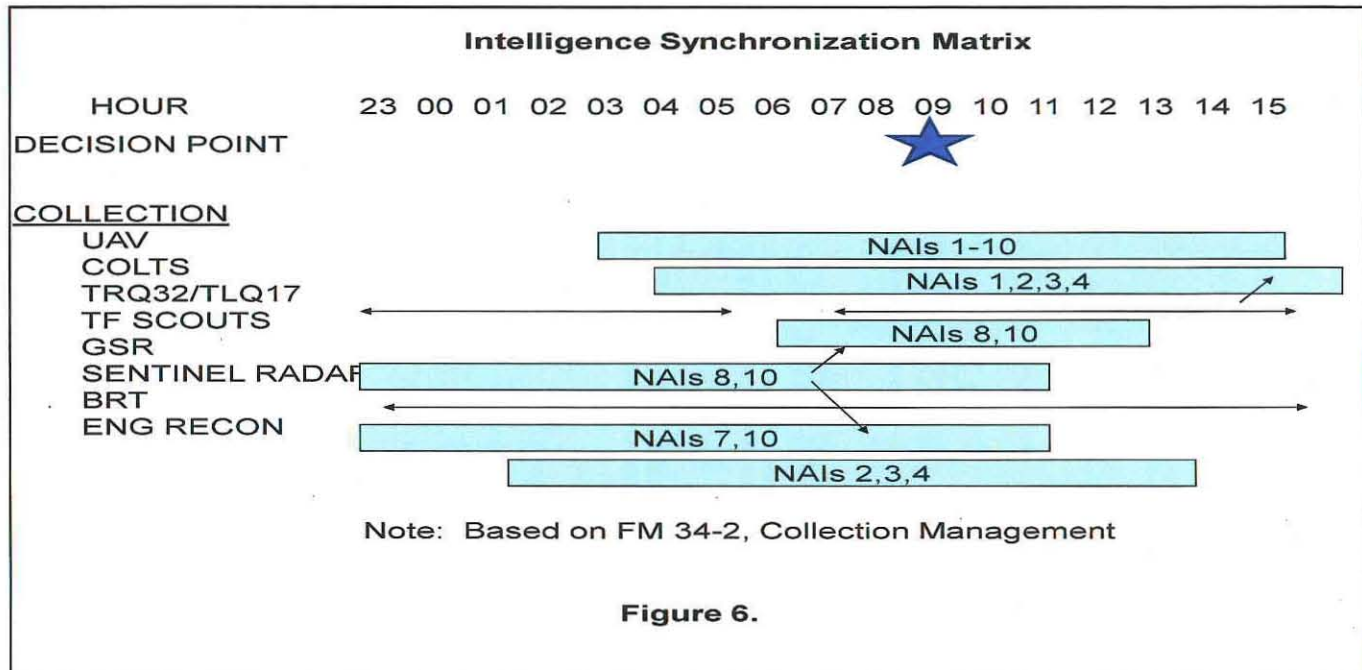 Intelligence Synchronization Matrix
HOUR 23 00 01 02 03 04 05 06 07 08 09 10 11 12 13 14 15
DECISION POINT
COLLECTION
UAV NAIs 1-10
COLTS NAIs 1,2,3,4
TRQ32/TLQ17
TF SCOUTS NAIs 8,10
GSR
SENTINEL RADAR NAIs 8,10
BRT
ENG RECON NAIs 7,10
NAIs 2,3,4
Note: Based on FM 34-2, Collection Management
Figure 6.